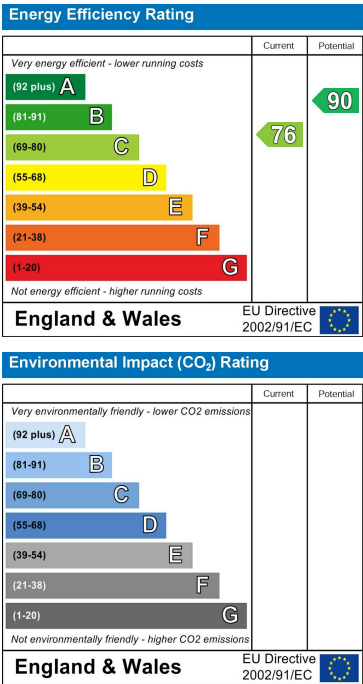 Energy Efficiency Rating
Current Potential
Very energy efficient - lower running costs
(92 plus) A
(81-91) B
(69-80) C
(55-68) D
(39-54) E
(21-38) F
(1-20) G
76
90
Not energy efficient - higher running costs
England & Wales
EU Directive
2002/91/EC
Environmental Impact (CO₂) Rating
Current Potential
Very environmentally friendly - lower CO2 emissions
(92 plus) A
(81-91) B
(69-80) C
(55-68) D
(39-54) E
(21-38) F
(1-20) G
Not environmentally friendly - higher CO2 emissions
England & Wales
EU Directive
2002/91/EC